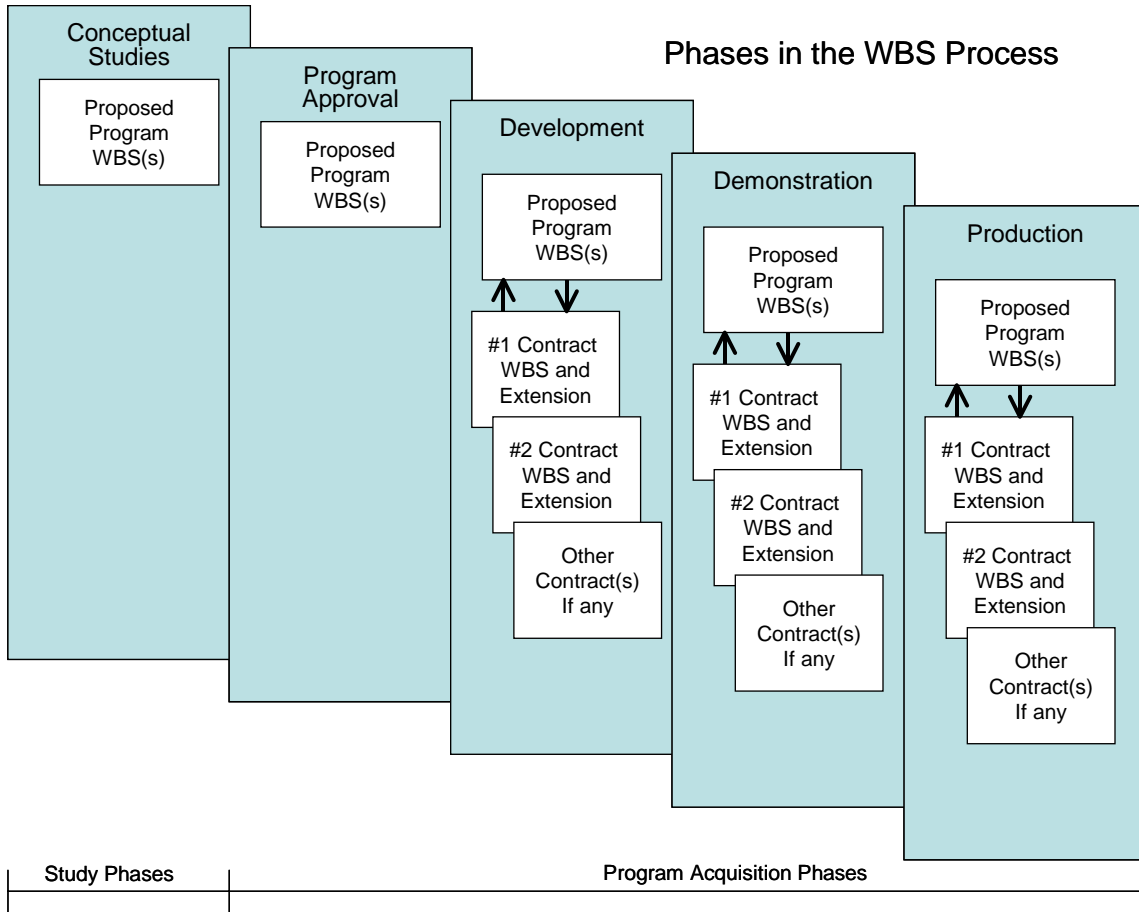 Phases in the WBS Process
Conceptual
Studies
Proposed
Program
WBS(s)
Program
Approval
Proposed
Program
WBS(s)
Development
Proposed
Program
WBS(s)
#1 Contract
WBS and
Extension
#2 Contract
WBS and
Extension
Other
Contract(s)
If any
Demonstration
Proposed
Program
WBS(s)
#1 Contract
WBS and
Extension
#2 Contract
WBS and
Extension
Other
Contract(s)
If any
Production
Proposed
Program
WBS(s)
#1 Contract
WBS and
Extension
#2 Contract
WBS and
Extension
Other
Contract(s)
If any
Study Phases
Program Acquisition Phases